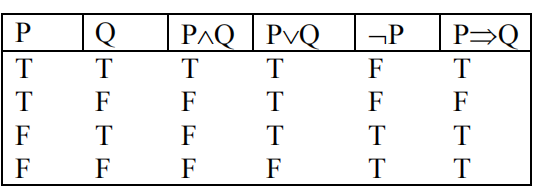 P Q P∧Q P∨Q ¬P P⇒Q
T T T T F T
T F F T F F
F T F T T T
F F F F T T